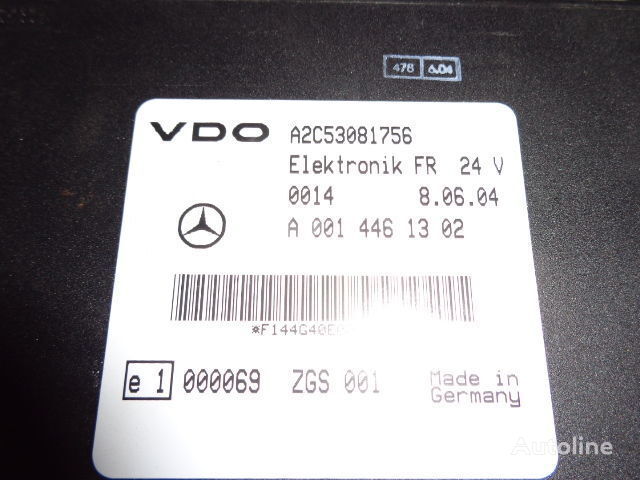 478 6.04
VDO A2C53081756
Elektronik FR 24 V
0014 8.06.04
A 001 446 13 02
e 1 000069 ZGS 001 Made in Germany
Autoline